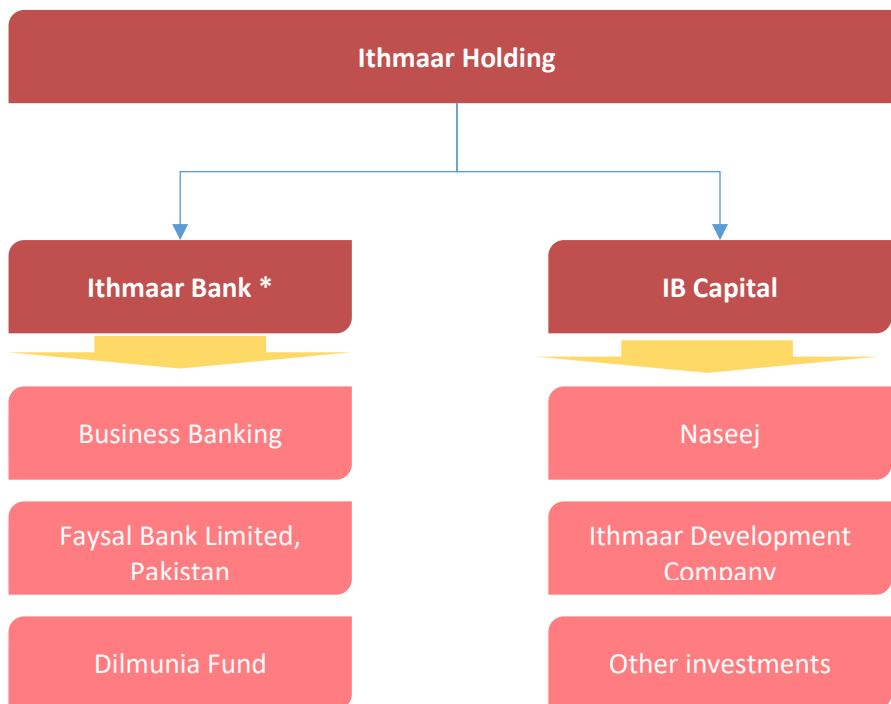 Ithmaar Holding
Ithmaar Bank *
IB Capital
Business Banking
Naseej
Faysal Bank Limited,
Pakistan
Ithmaar Development
Company
Dilmunia Fund
Other investments